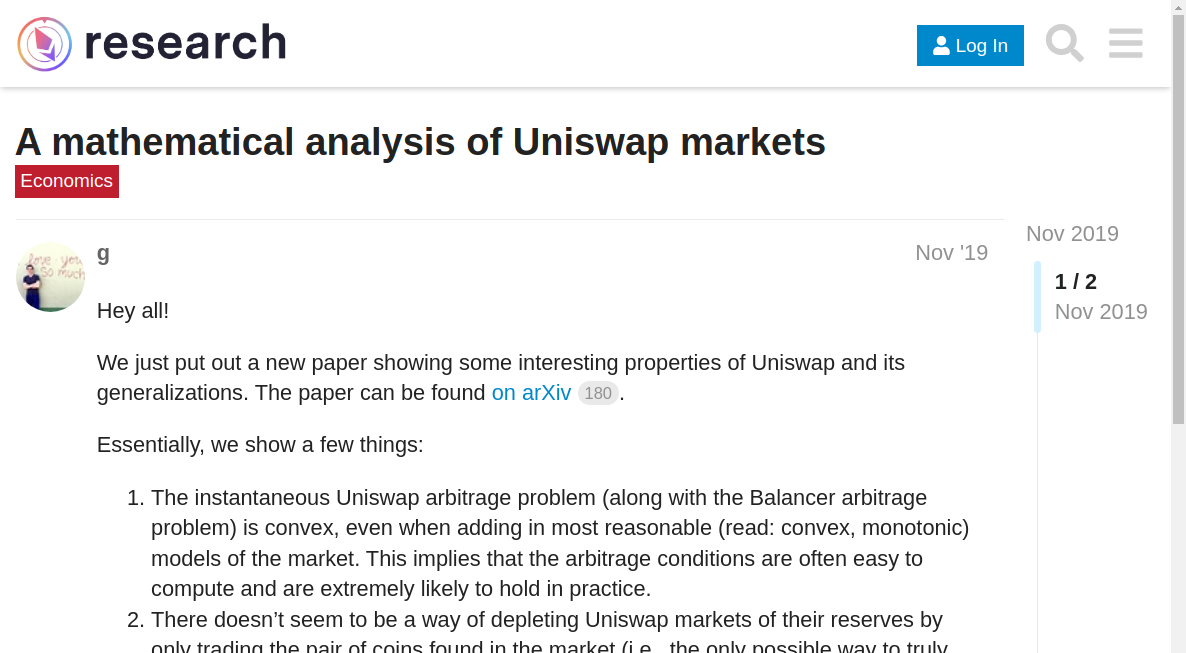 research
Log In
A mathematical analysis of Uniswap markets
Economics
g
Nov '19
Nov 2019
1 / 2
Nov 2019
love you
so much
Hey all!
We just put out a new paper showing some interesting properties of Uniswap and its
generalizations. The paper can be found on arXiv 180.
Essentially, we show a few things:
1. The instantaneous Uniswap arbitrage problem (along with the Balancer arbitrage
problem) is convex, even when adding in most reasonable (read: convex, monotonic)
models of the market. This implies that the arbitrage conditions are often easy to
compute and are extremely likely to hold in practice.
2. There doesn’t seem to be a way of depleting Uniswap markets of their reserves by
only trading the pair of coins found in the market (i.e., the only possible way to truly